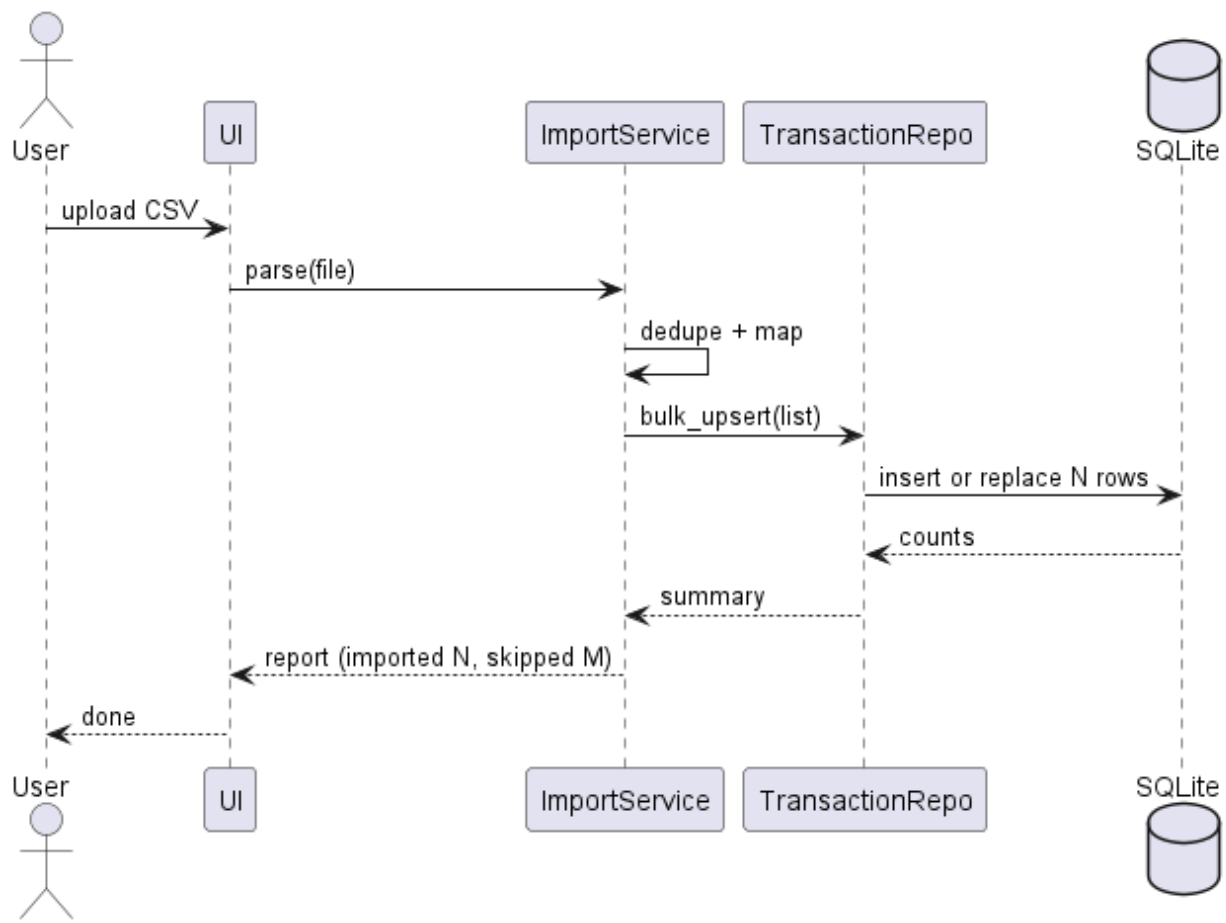 User
UI
ImportService
TransactionRepo
SQLite
upload CSV
parse(file)
dedupe + map
bulk_upsert(list)
insert or replace N rows
counts
summary
report (imported N, skipped M)
done
User
UI
ImportService
TransactionRepo
SQLite